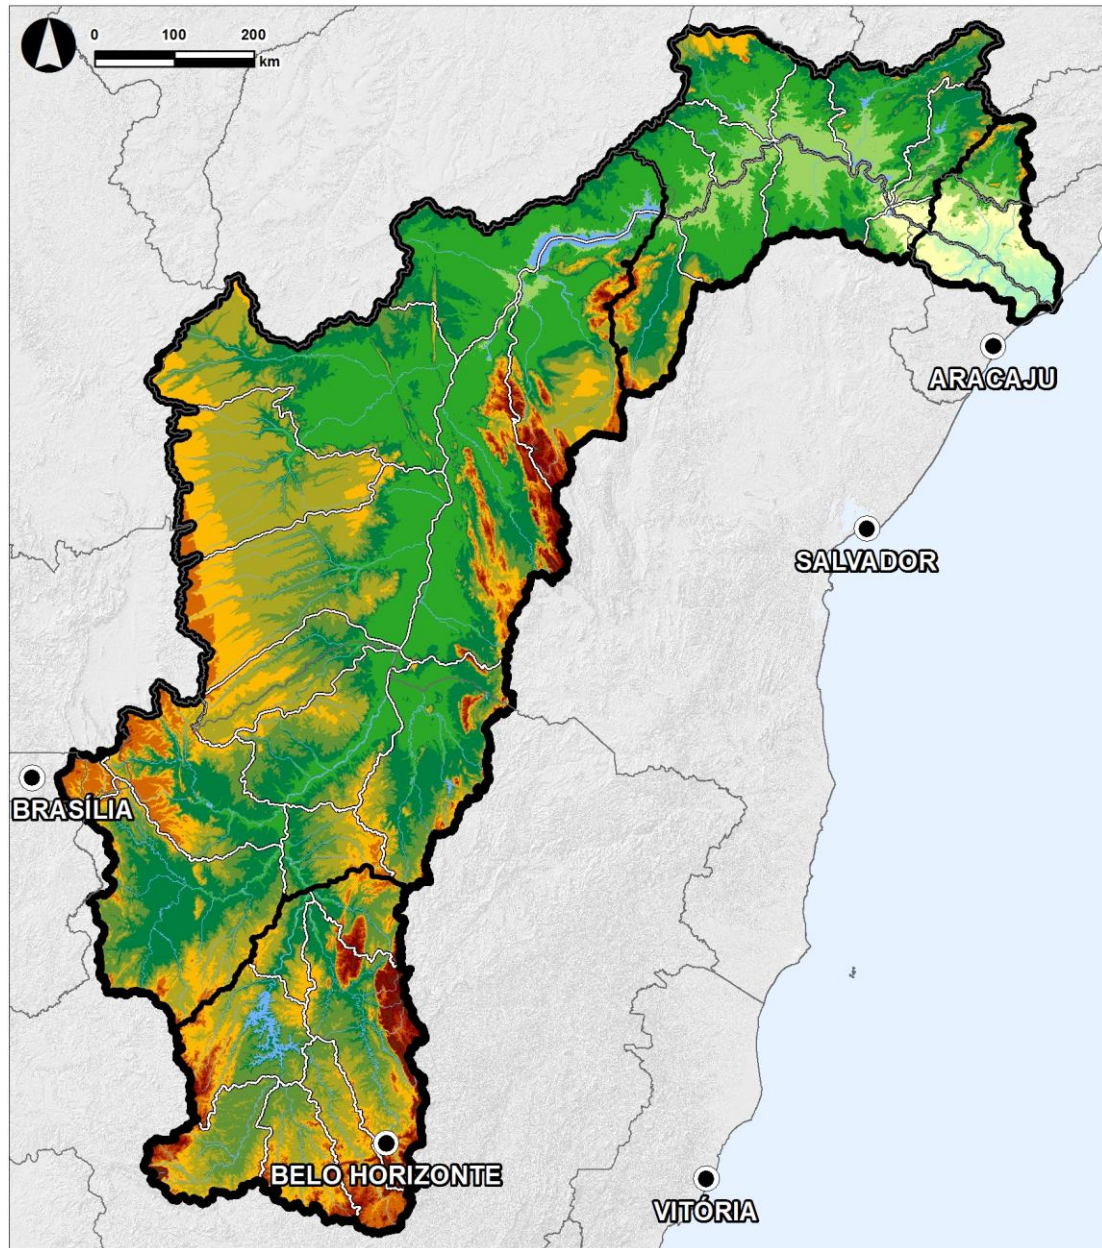 0 100 200
km
ARACAJU
SALVADOR
BRASÍLIA
BELO HORIZONTE
VITÓRIA